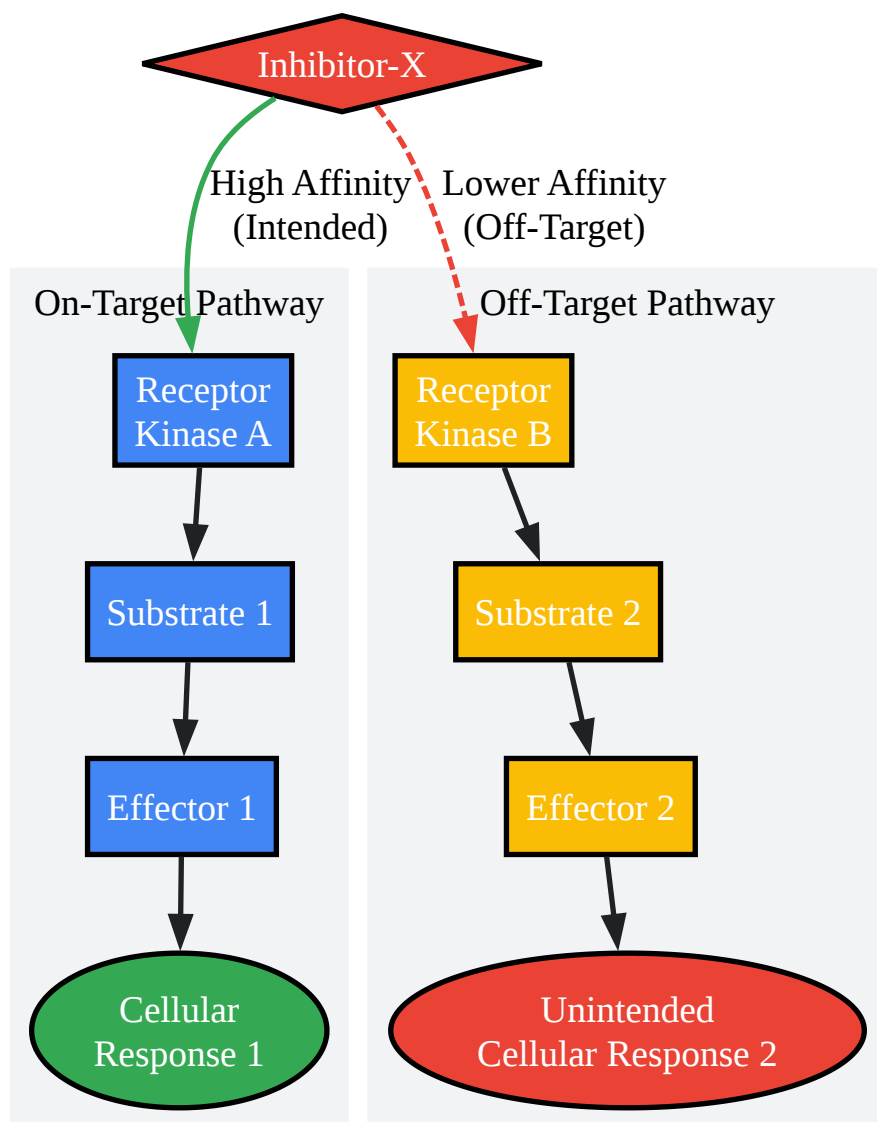 Inhibitor-X
High Affinity
(Intended)
Lower Affinity
(Off-Target)
On-Target Pathway
Receptor
Kinase A
Substrate 1
Effector 1
Cellular
Response 1
Off-Target Pathway
Receptor
Kinase B
Substrate 2
Effector 2
Unintended
Cellular Response 2